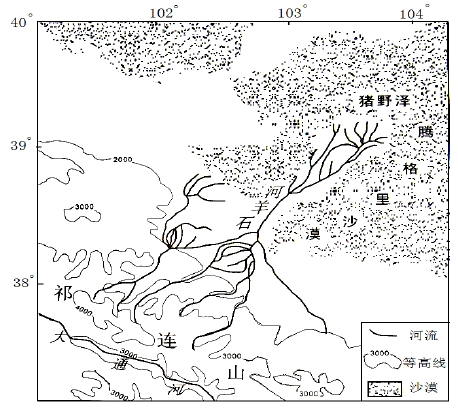 102° 103° 104°
40°
猪野泽
39°
腾
格
里
沙
漠
2000
3000
河
羊
石
38°
祁
连
山
4000
3000
3000
3000
大
通
河
河流
3000 等高线
沙漠